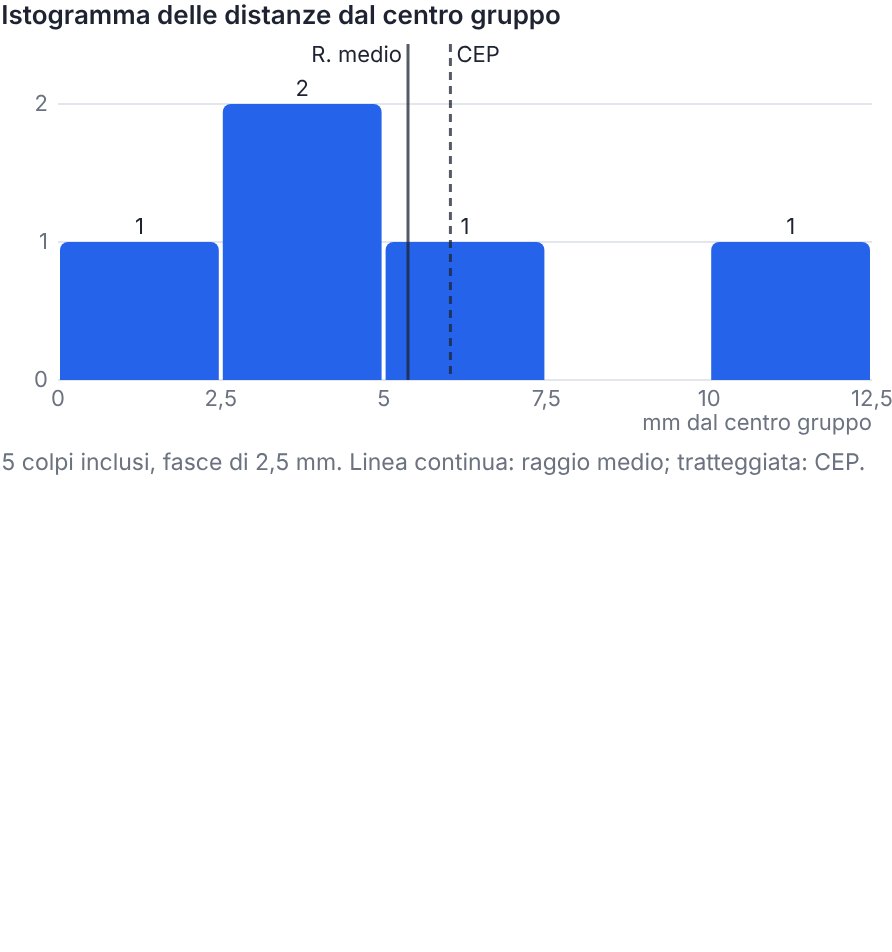 Istogramma delle distanze dal centro gruppo
R. medio CEP
2
2
1
1
1
1
0
0 2,5 5 7,5 10 12,5
mm dal centro gruppo
5 colpi inclusi, fasce di 2,5 mm. Linea continua: raggio medio; tratteggiata: CEP.